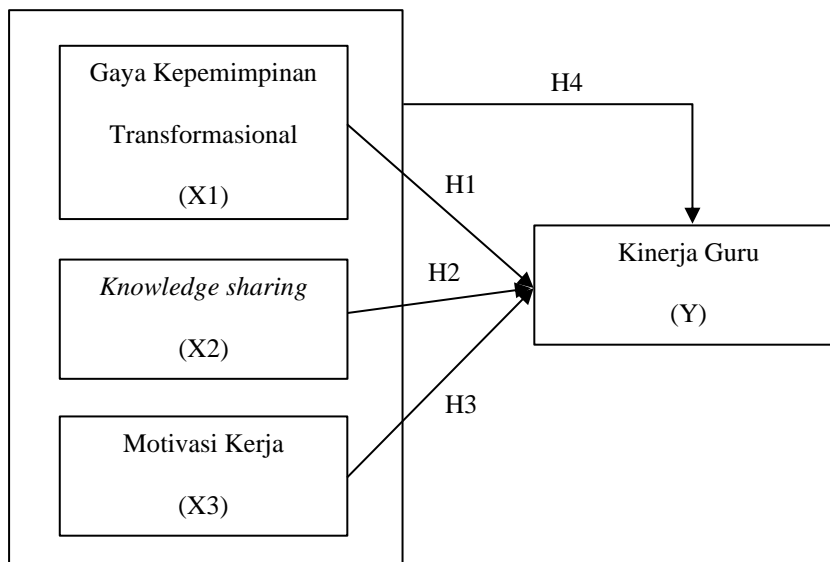 Gaya Kepemimpinan
Transformasional
(X1)
H4
H1
Knowledge sharing
(X2)
H2
Kinerja Guru
(Y)
H3
Motivasi Kerja
(X3)